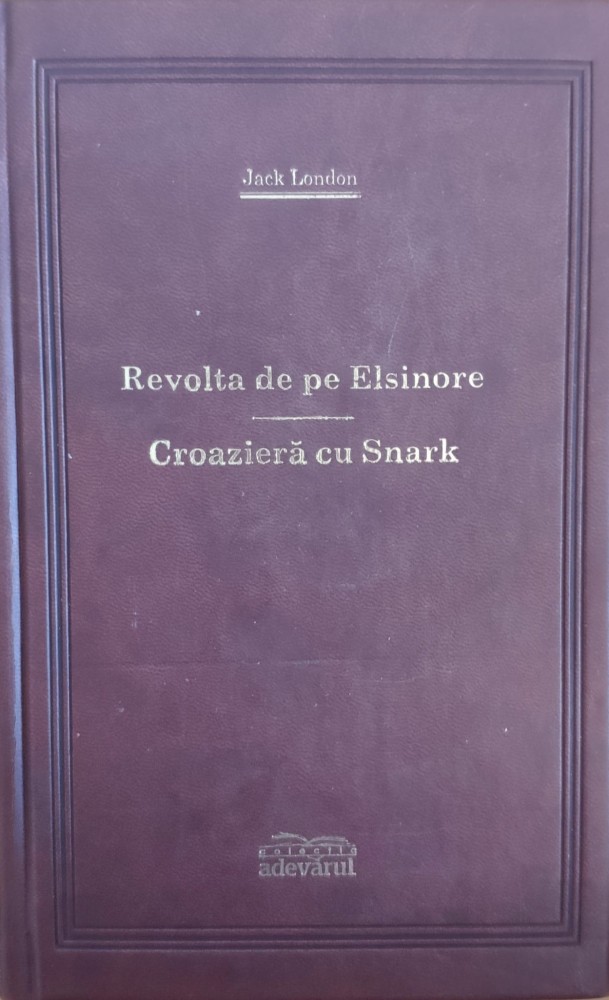 Jack London
Revolta de pe Elsinore
Croazieră cu Snark
colecția
adevărul